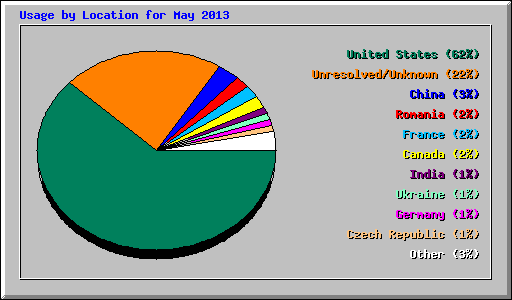 Usage by Location for May 2013
United States (62%)
Unresolved/Unknown (22%)
China (3%)
Romania (2%)
France (2%)
Canada (2%)
India (1%)
Ukraine (1%)
Germany (1%)
Czech Republic (1%)
Other (3%)